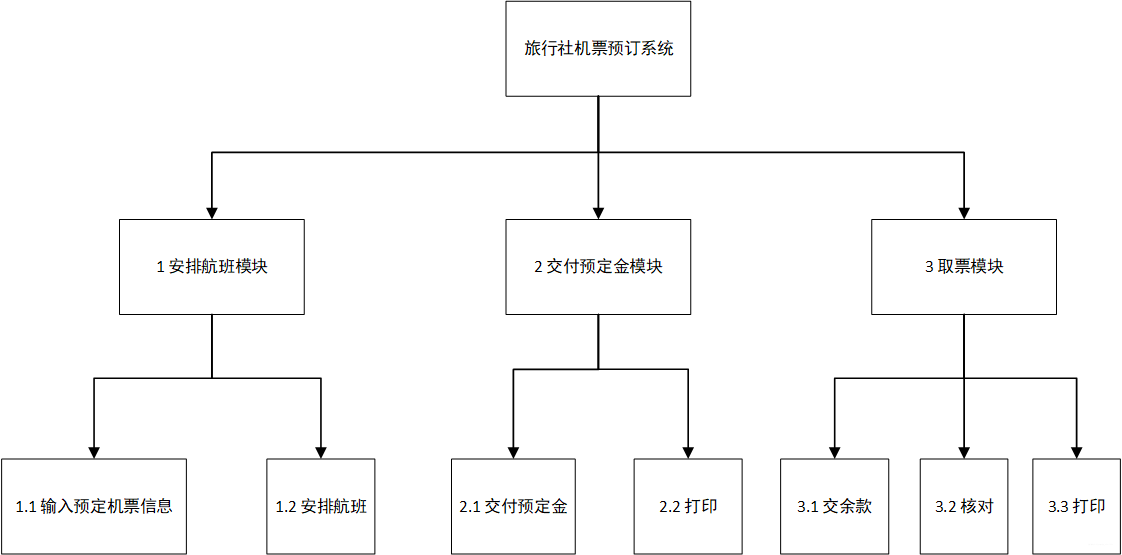 旅行社机票预订系统
1 安排航班模块
2 交付预定金模块
3 取票模块
1.1 输入预定机票信息
1.2 安排航班
2.1 交付预定金
2.2 打印
3.1 交余款
3.2 核对
3.3 打印